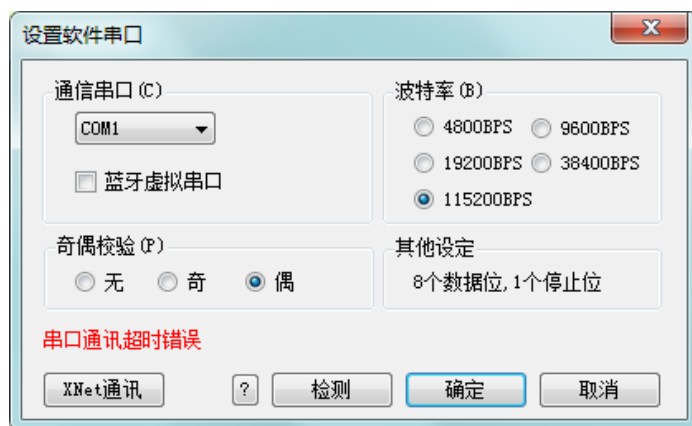 设置软件串口
通信串口(C)
COM1
蓝牙虚拟串口
波特率(B)
4800BPS 9600BPS
19200BPS 38400BPS
115200BPS
奇偶校验(P)
无 奇 偶
其他设定
8个数据位,1个停止位
串口通讯超时错误
XNet通讯 ? 检测 确定 取消